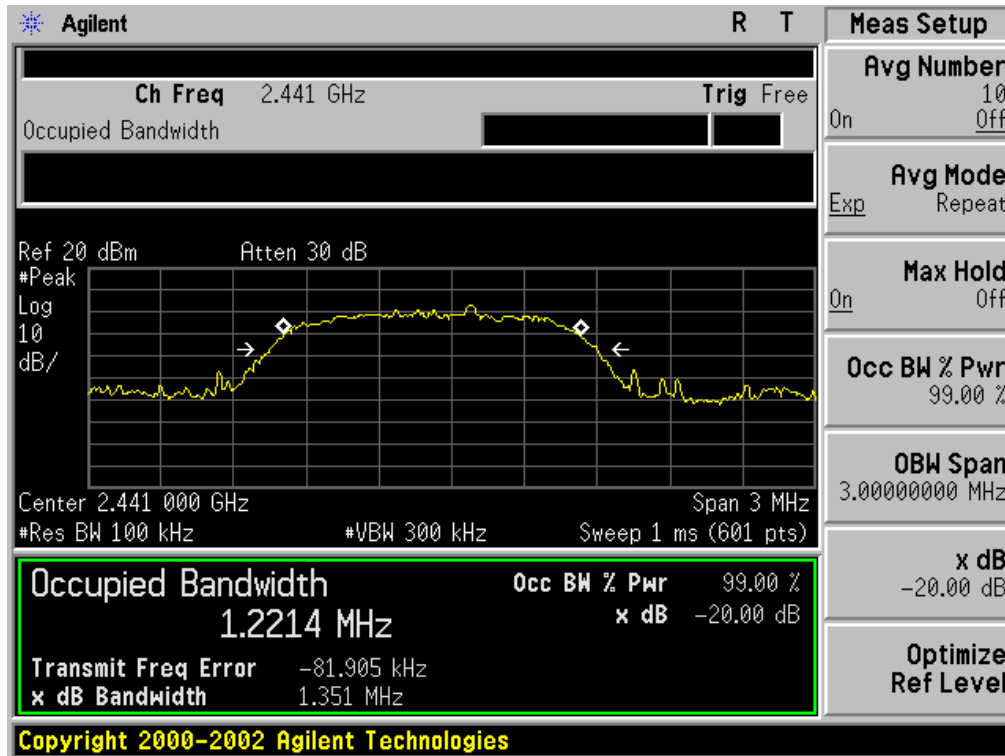 Agilent R T
Ch Freq 2.441 GHz Trig Free
Occupied Bandwidth
Ref 20 dBm Atten 30 dB
#Peak
Log
10
dB/
Center 2.441 000 GHz Span 3 MHz
#Res BW 100 kHz #VBW 300 kHz Sweep 1 ms (601 pts)
Occupied Bandwidth Occ BW % Pwr 99.00 %
1.2214 MHz x dB -20.00 dB
Transmit Freq Error -81.905 kHz
x dB Bandwidth 1.351 MHz
Copyright 2000-2002 Agilent Technologies
Meas Setup
Avg Number
10
On Off
Avg Mode
Exp Repeat
Max Hold
On Off
Occ BW % Pwr
99.00 %
OBW Span
3.00000000 MHz
x dB
-20.00 dB
Optimize
Ref Level